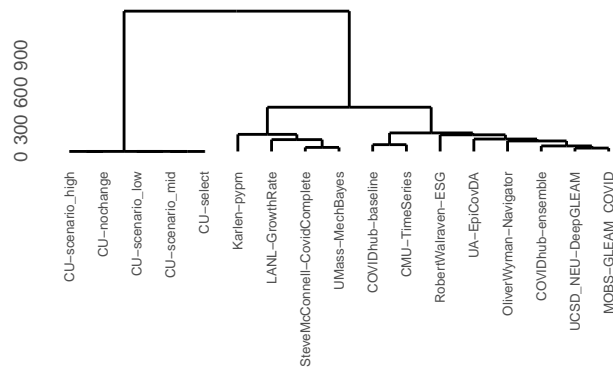 0 300 600 900
CU−scenario_high
CU−nochange
CU−scenario_low
CU−scenario_mid
CU−select
Karlen−pypm
LANL−GrowthRate
SteveMcConnell−CovidComplete
UMass−MechBayes
COVIDhub−baseline
CMU−TimeSeries
RobertWalraven−ESG
UA−EpiCovDA
OliverWyman−Navigator
COVIDhub−ensemble
UCSD_NEU−DeepGLEAM
MOBS−GLEAM_COVID